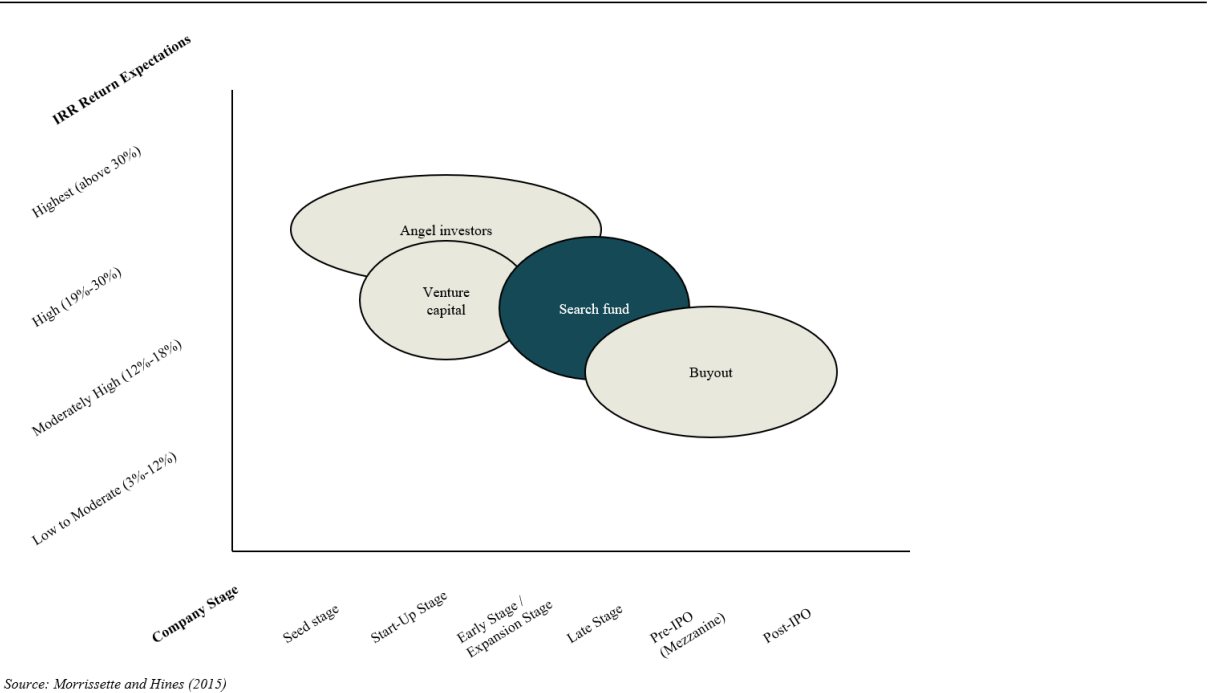 IRR Return Expectations
Highest (above 30%)
High (19%-30%)
Moderately High (12%-18%)
Low to Moderate (3%-12%)
Angel investors
Venture
capital
Search fund
Buyout
Company Stage
Seed stage
Start-Up Stage
Early Stage /
Expansion Stage
Late Stage
Pre-IPO
(Mezzanine)
Post-IPO
Source: Morrissette and Hines (2015)